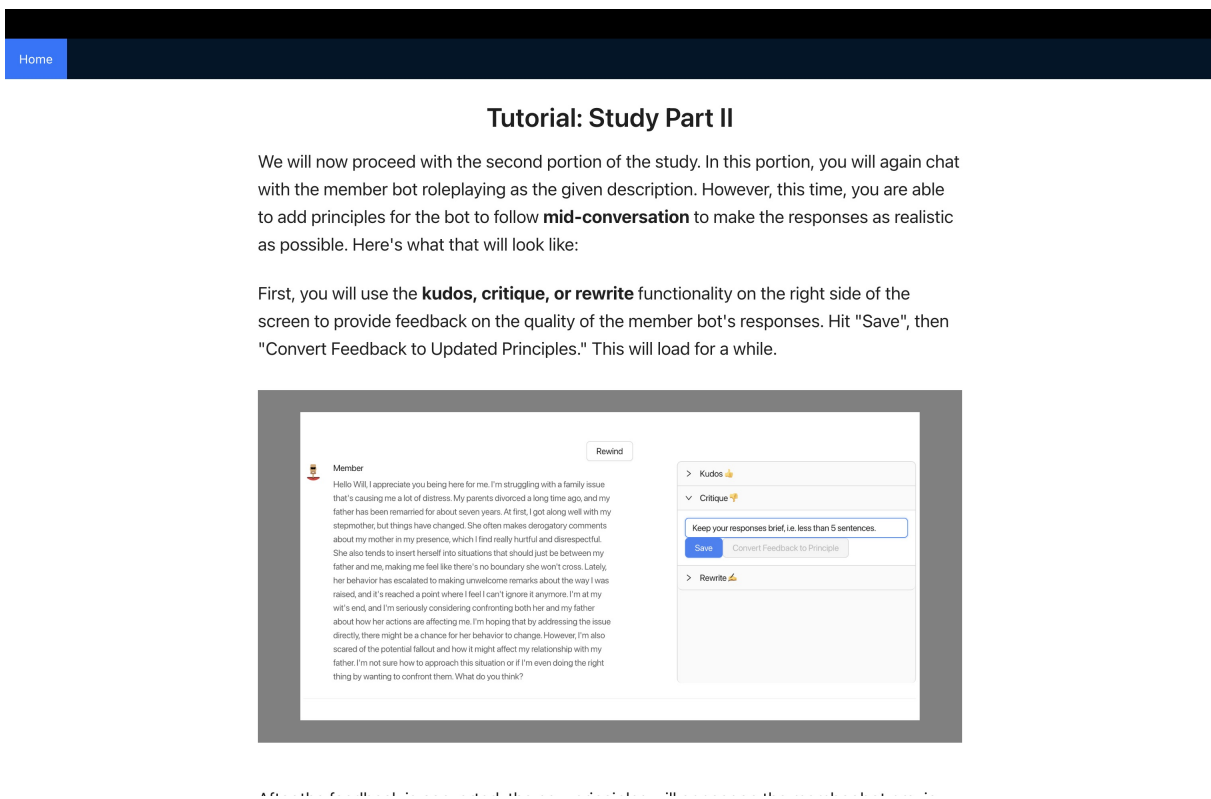 Home
Tutorial: Study Part II
We will now proceed with the second portion of the study. In this portion, you will again chat
with the member bot roleplaying as the given description. However, this time, you are able
to add principles for the bot to follow mid-conversation to make the responses as realistic
as possible. Here's what that will look like:
First, you will use the kudos, critique, or rewrite functionality on the right side of the
screen to provide feedback on the quality of the member bot's responses. Hit "Save", then
"Convert Feedback to Updated Principles." This will load for a while.
Rewind
Member
Hello Will, I appreciate you being here for me. I'm struggling with a family issue
that's causing me a lot of distress. My parents divorced a long time ago, and my
father has been remarried for about seven years. At first, I got along well with my
stepmother, but things have changed. She often makes derogatory comments
about my mother in my presence, which I find really hurtful and disrespectful.
She also tends to insert herself into situations that should just be between my
father and me, making me feel like there's no boundary she won't cross. Lately,
her behavior has escalated to making unwelcome remarks about the way I was
raised, and it's reached a point where I feel I can't ignore it anymore. I'm at my
wit's end, and I'm seriously considering confronting both her and my father
about how her actions are affecting me. I'm hoping that by addressing the issue
directly, there might be a chance for her behavior to change. However, I'm also
scared of the potential fallout and how it might affect my relationship with my
father. I'm not sure how to approach this situation or if I'm even doing the right
thing by wanting to confront them. What do you think?
Kudos 👍
Critique 👎
Keep your responses brief, i.e. less than 5 sentences.
Save Convert Feedback to Principle
Rewrite ✍️